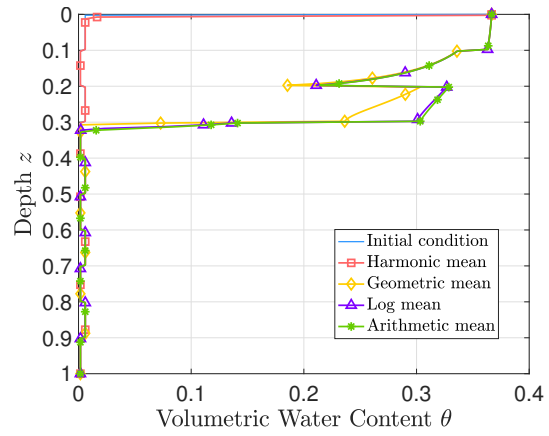 0
0.1
0.2
0.3
0.4
0.5
0.6
0.7
0.8
0.9
1
Depth z
Initial condition
Harmonic mean
Geometric mean
Log mean
Arithmetic mean
0 0.1 0.2 0.3 0.4
Volumetric Water Content θ